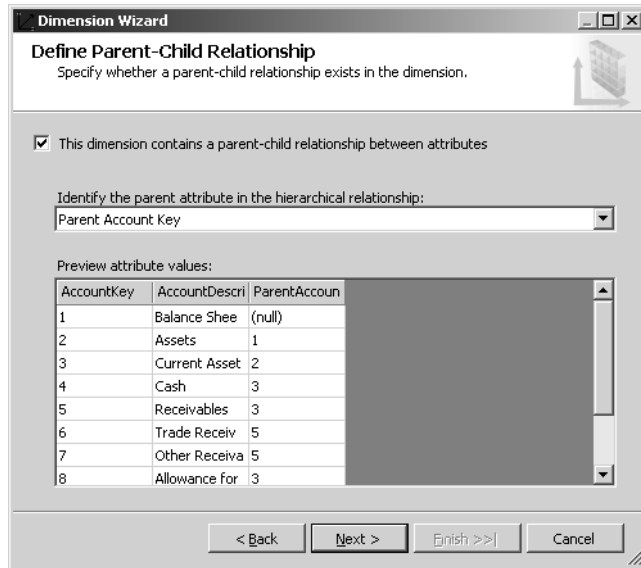 Dimension Wizard
Define Parent-Child Relationship
Specify whether a parent-child relationship exists in the dimension.
This dimension contains a parent-child relationship between attributes
Identify the parent attribute in the hierarchical relationship:
Parent Account Key
Preview attribute values:
AccountKey AccountDescri ParentAccoun
1 Balance Shee (null)
2 Assets 1
3 Current Asset 2
4 Cash 3
5 Receivables 3
6 Trade Receiv 5
7 Other Receiva 5
8 Allowance for 3
< Back Next > Finish >>| Cancel